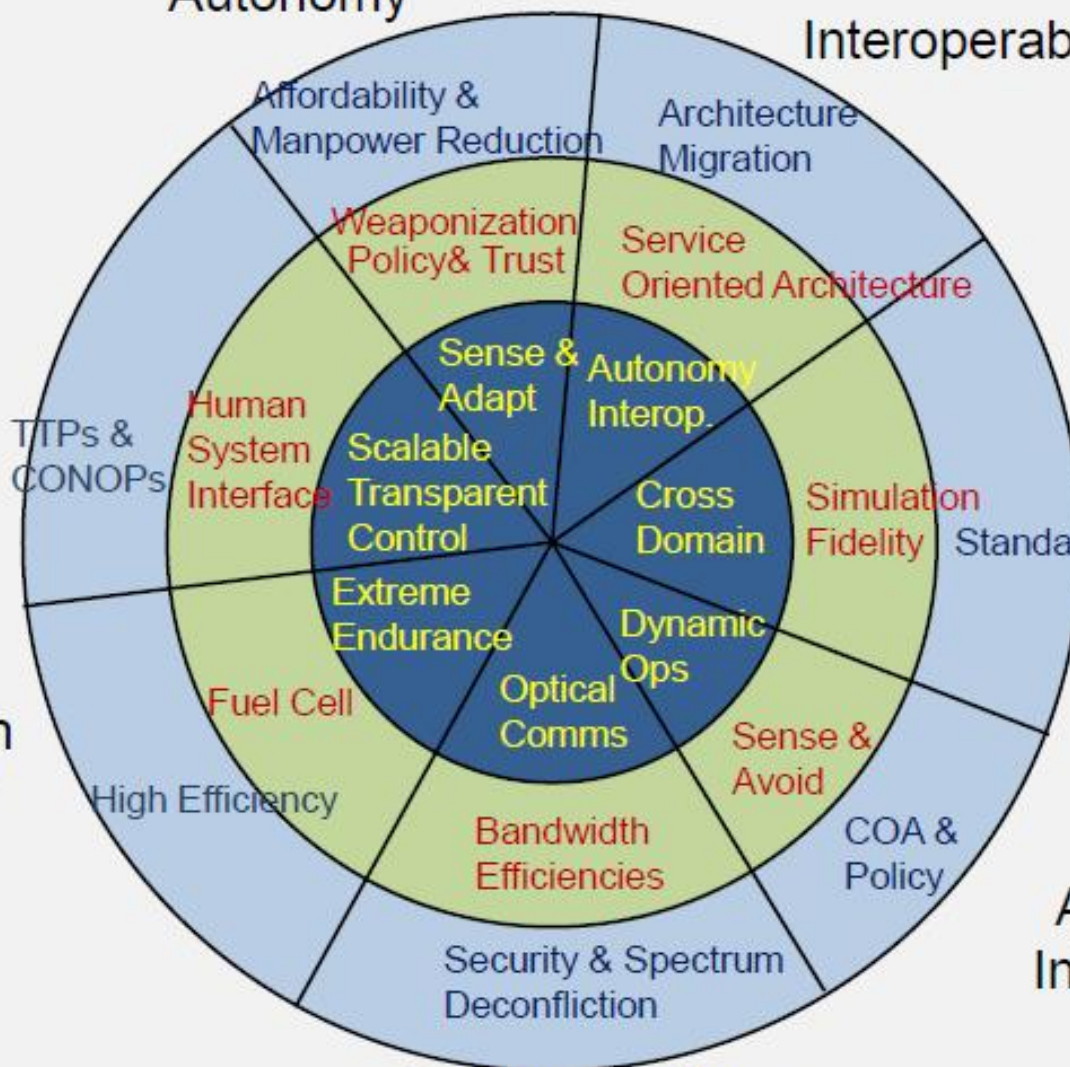 Autonomy
Interoperab
Affordability &
Manpower Reduction
Architecture
Migration
Weaponization
Policy& Trust
Service
Oriented Architecture
Sense &
Adapt
Autonomy
Interop.
TTPs &
CONOPs
Human
System
Interface
Scalable
Transparent
Control
Cross
Domain
Simulation
Fidelity
Standa
Extreme
Endurance
Dynamic
Ops
Optical
Comms
Fuel Cell
Sense &
Avoid
High Efficiency
Bandwidth
Efficiencies
COA &
Policy
Security & Spectrum
Deconfliction
n
A
In